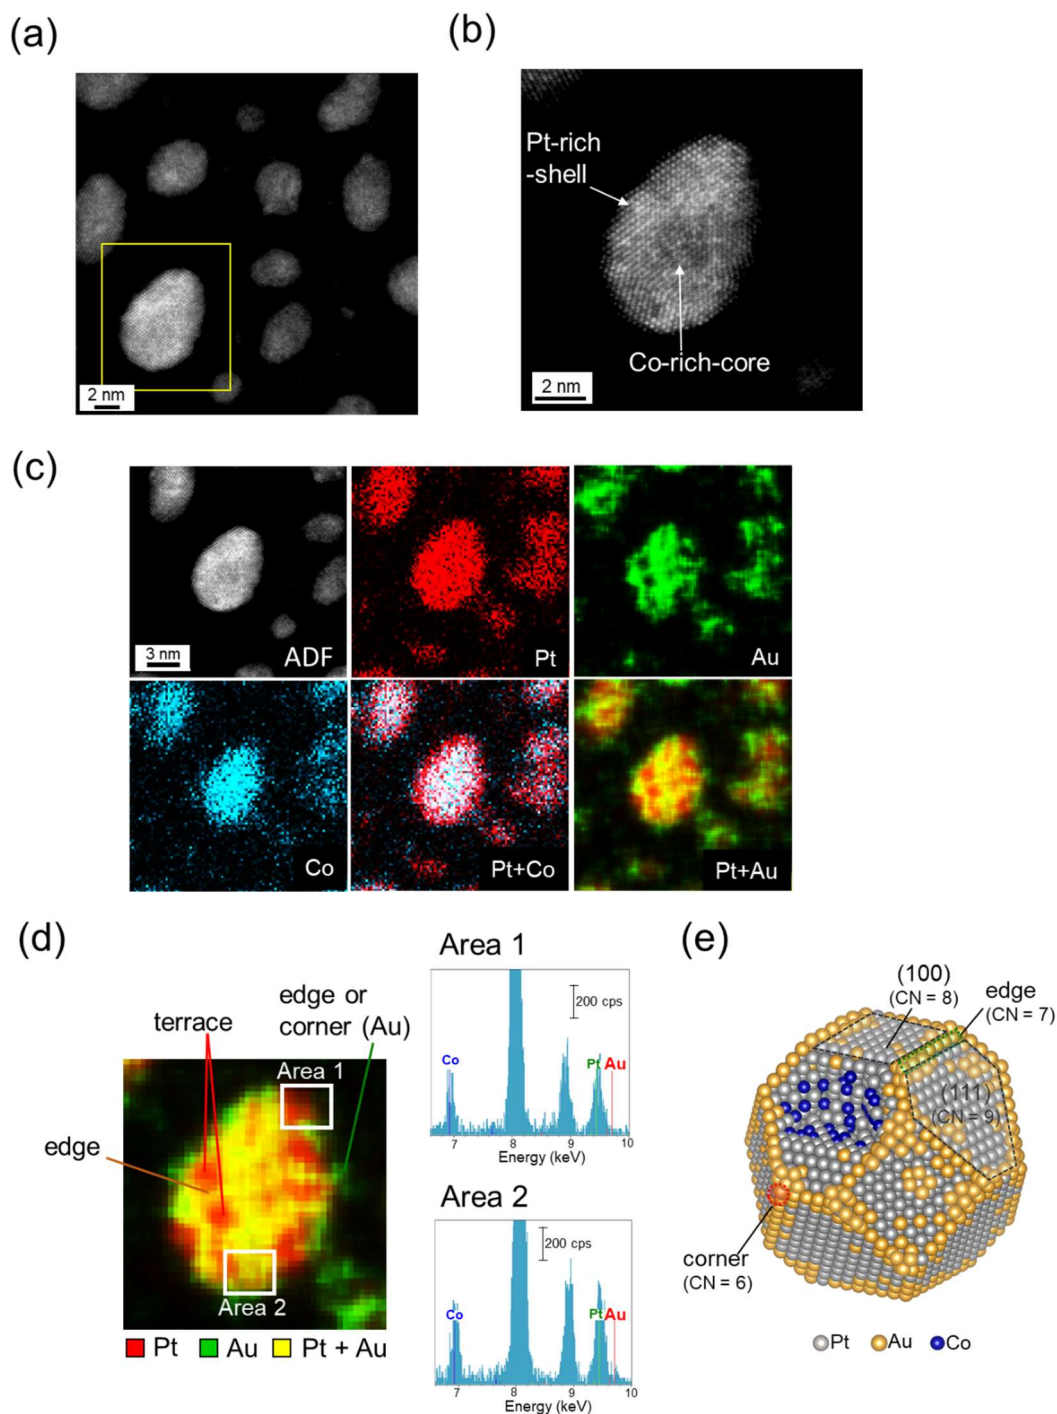 (a)
2 nm
(b)
Pt-rich
-shell
Co-rich-core
2 nm
(c)
3 nm
ADF
Pt
Au
Co
Pt+Co
Pt+Au
(d)
terrace
edge or
corner (Au)
edge
Area 1
Area 2
Pt
Au
Pt + Au
Area 1
200 cps
Co
Pt
Au
7
8
9
10
Energy (keV)
Area 2
200 cps
Co
Pt
Au
7
8
9
10
Energy (keV)
(e)
(100)
(CN = 8)
edge
(CN = 7)
(111)
(CN = 9)
corner
(CN = 6)
Pt
Au
Co